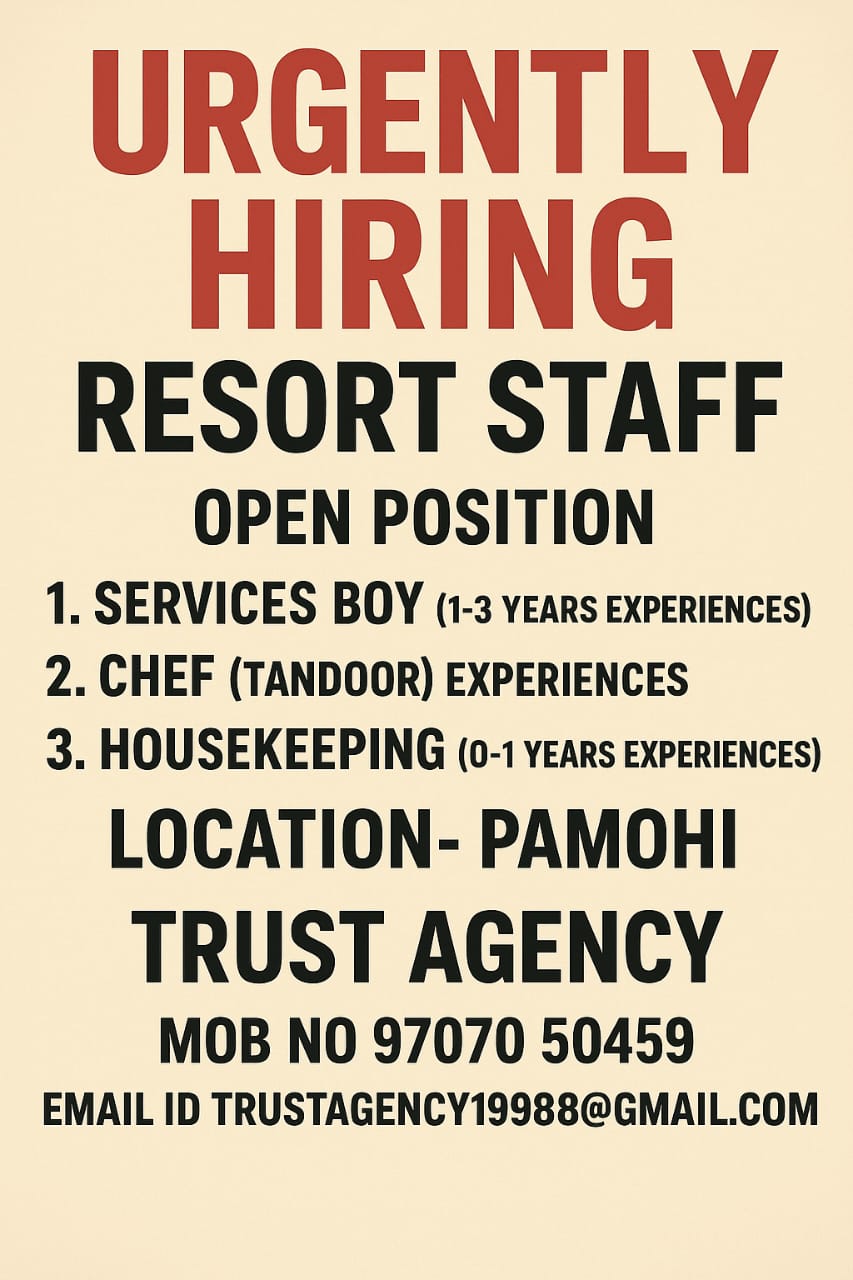 URGENTLY
HIRING
RESORT STAFF
OPEN POSITION
1. SERVICES BOY (1-3 YEARS EXPERIENCES)
2. CHEF (TANDOOR) EXPERIENCES
3. HOUSEKEEPING (0-1 YEARS EXPERIENCES)
LOCATION- PAMOHI
TRUST AGENCY
MOB NO 97070 50459
EMAIL ID TRUSTAGENCY19988@GMAIL.COM